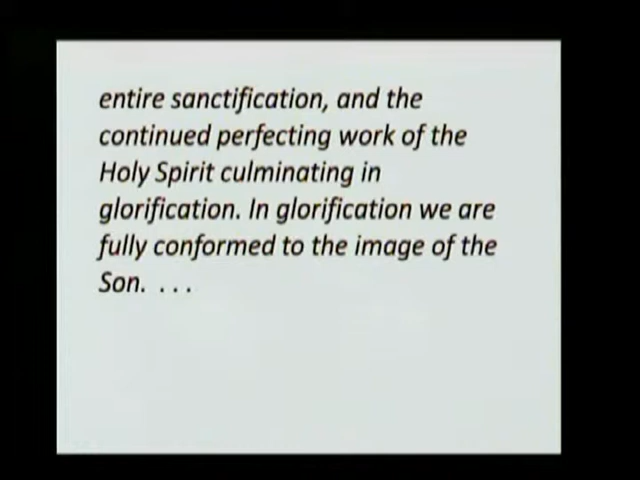 entire sanctification, and the
continued perfecting work of the
Holy Spirit culminating in
glorification. In glorification we are
fully conformed to the image of the
Son.  . . .